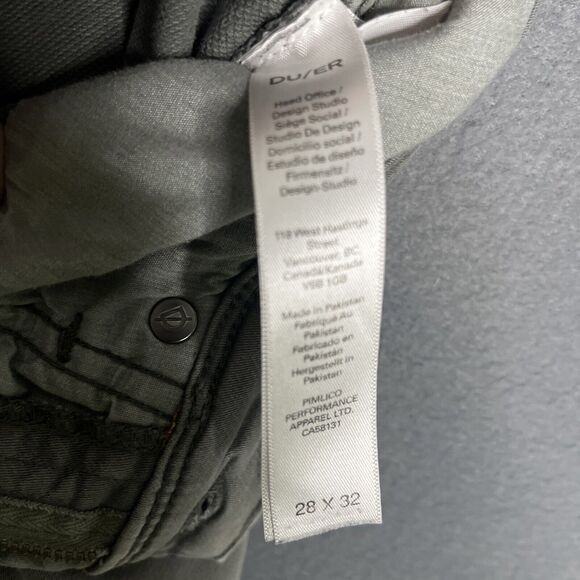 DU/ER
Head Office/
Design Studio
Siège Social/
Studio De Design
Domicilio social/
Estudio de diseño
Firmensitz/
Design-Studio
118 West Hastings
Street
Vancouver, BC,
Canada/Kanada
V6B 1G8
Made in Pakistan
Fabriqué Au
Pakistan
Fabricado en
Pakistán
Hergestellt in
Pakistan
PIMLICO
PERFORMANCE
APPAREL LTD.
CA58131
28 X 32